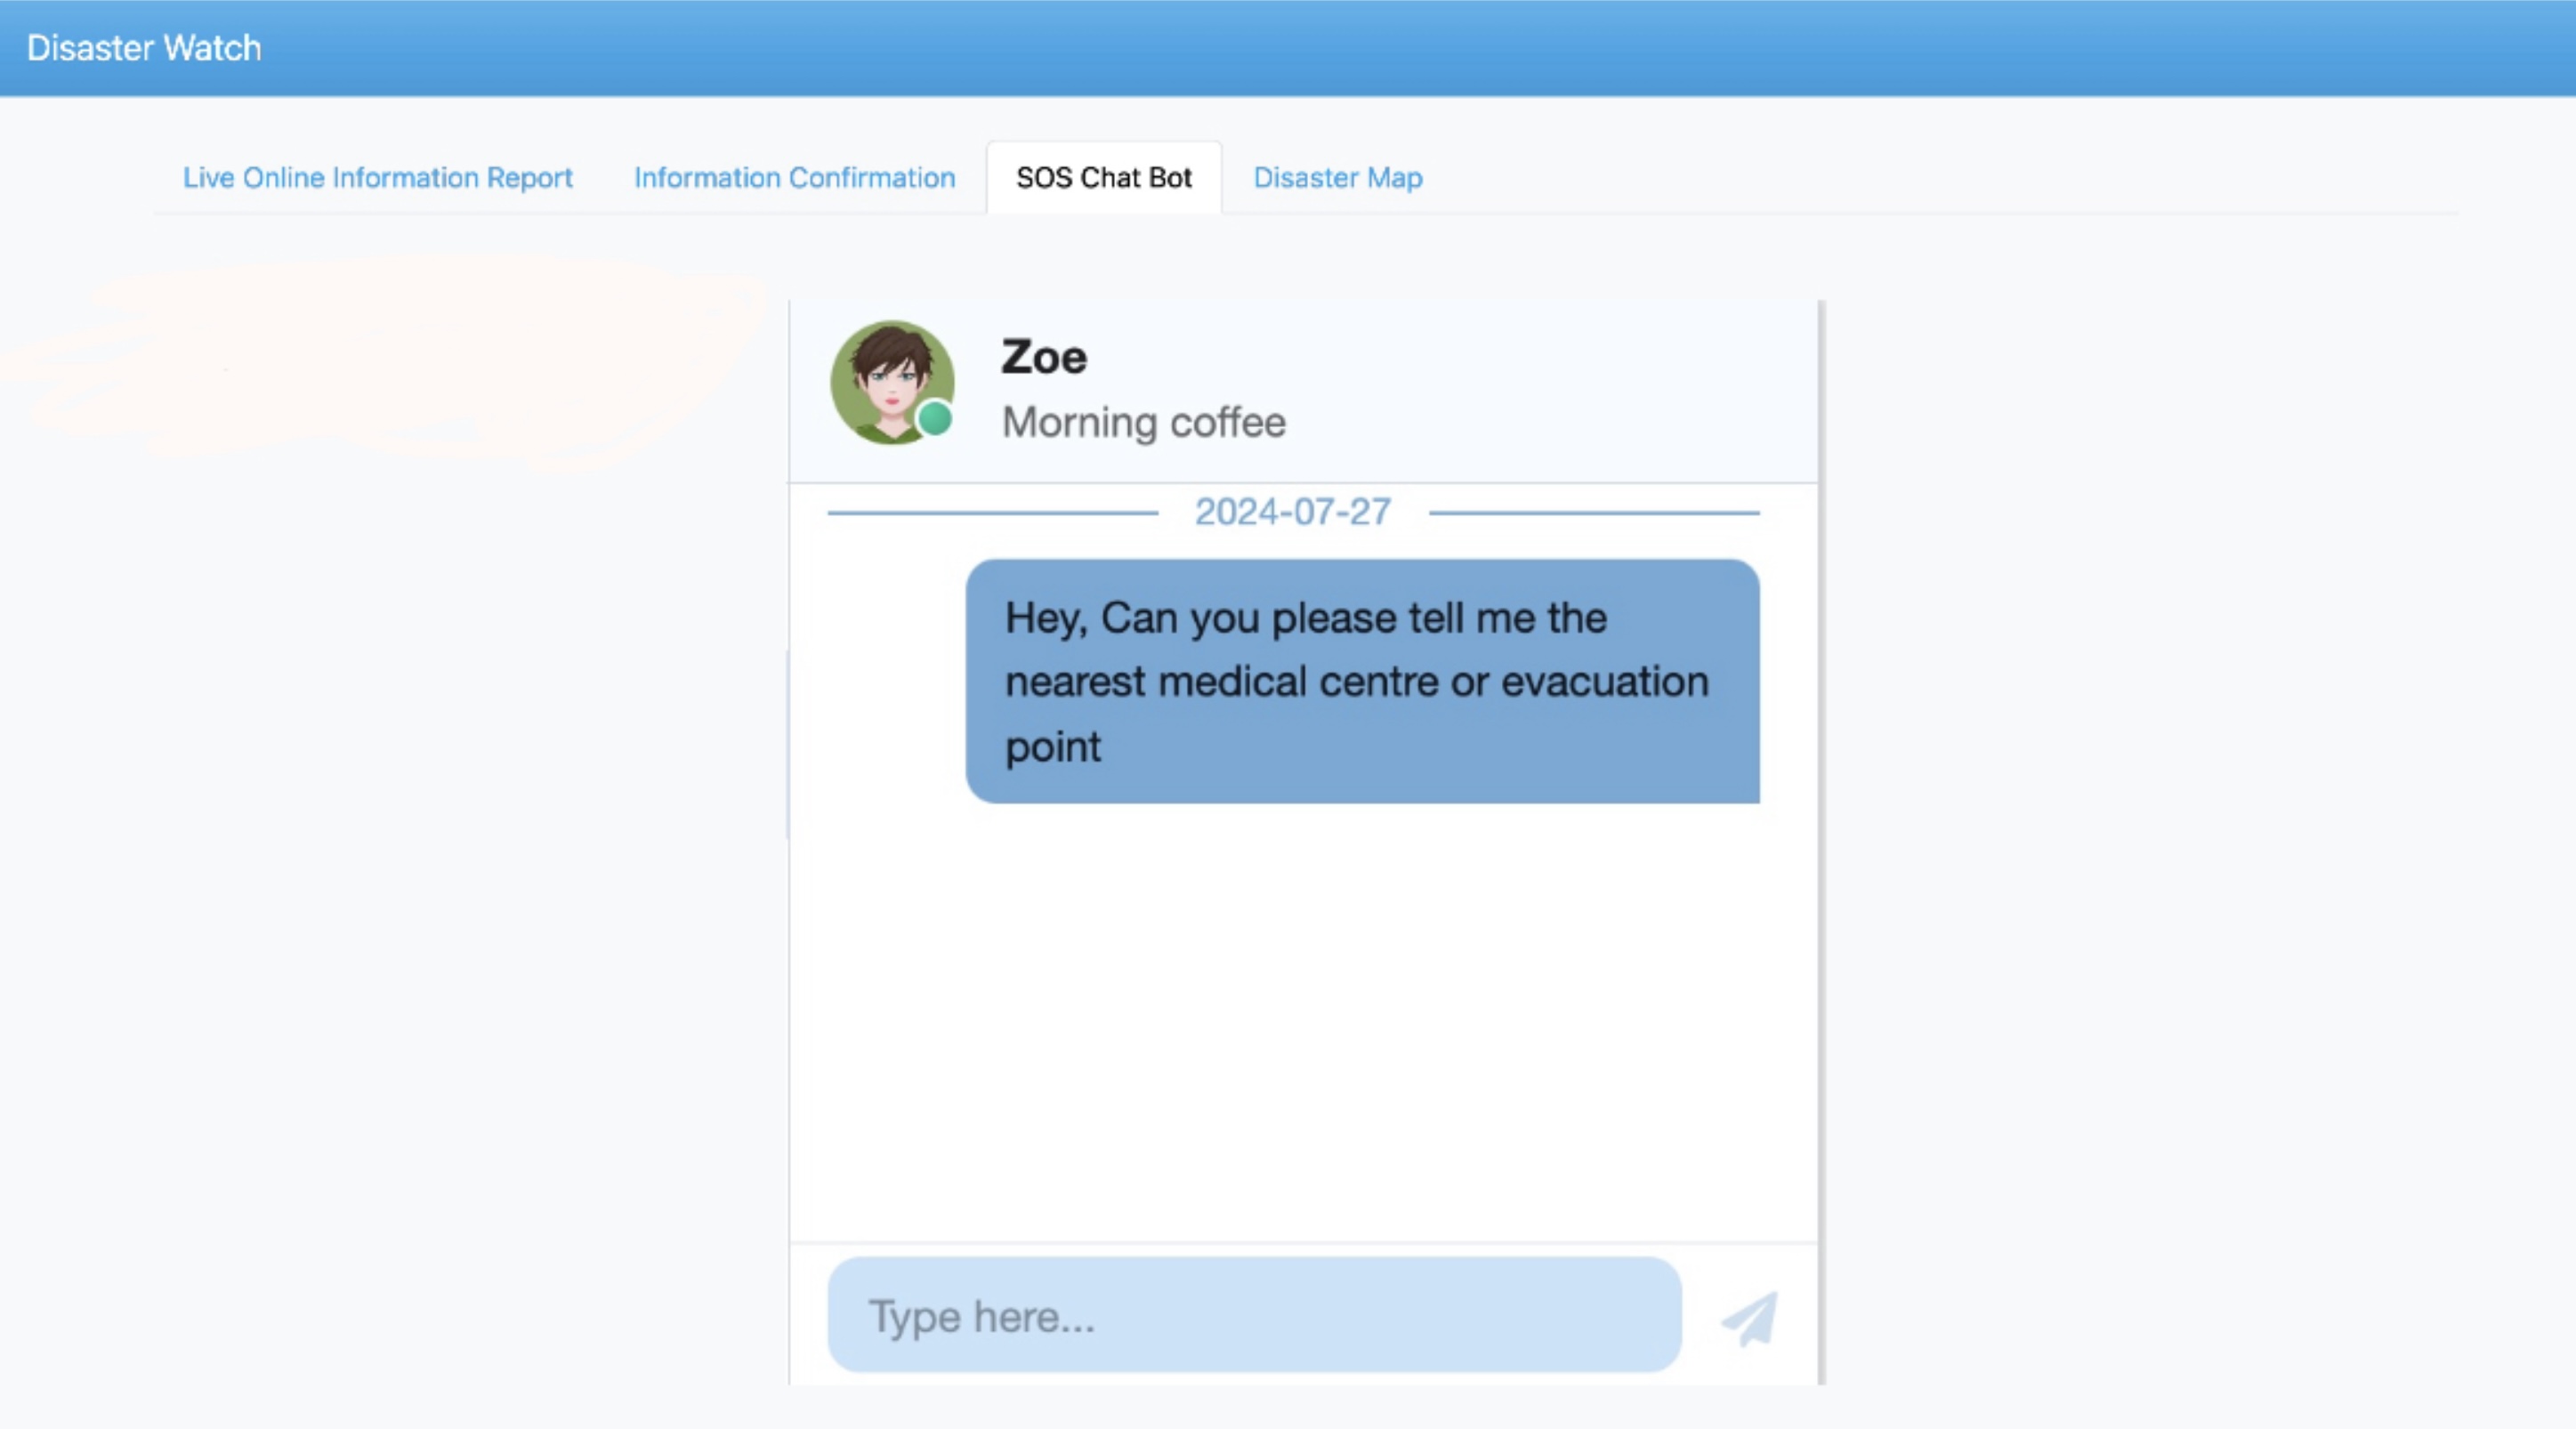 Disaster Watch
Live Online Information Report
Information Confirmation
SOS Chat Bot
Disaster Map
Zoe
Morning coffee
2024-07-27
Hey, Can you please tell me the
nearest medical centre or evacuation
point
Type here...